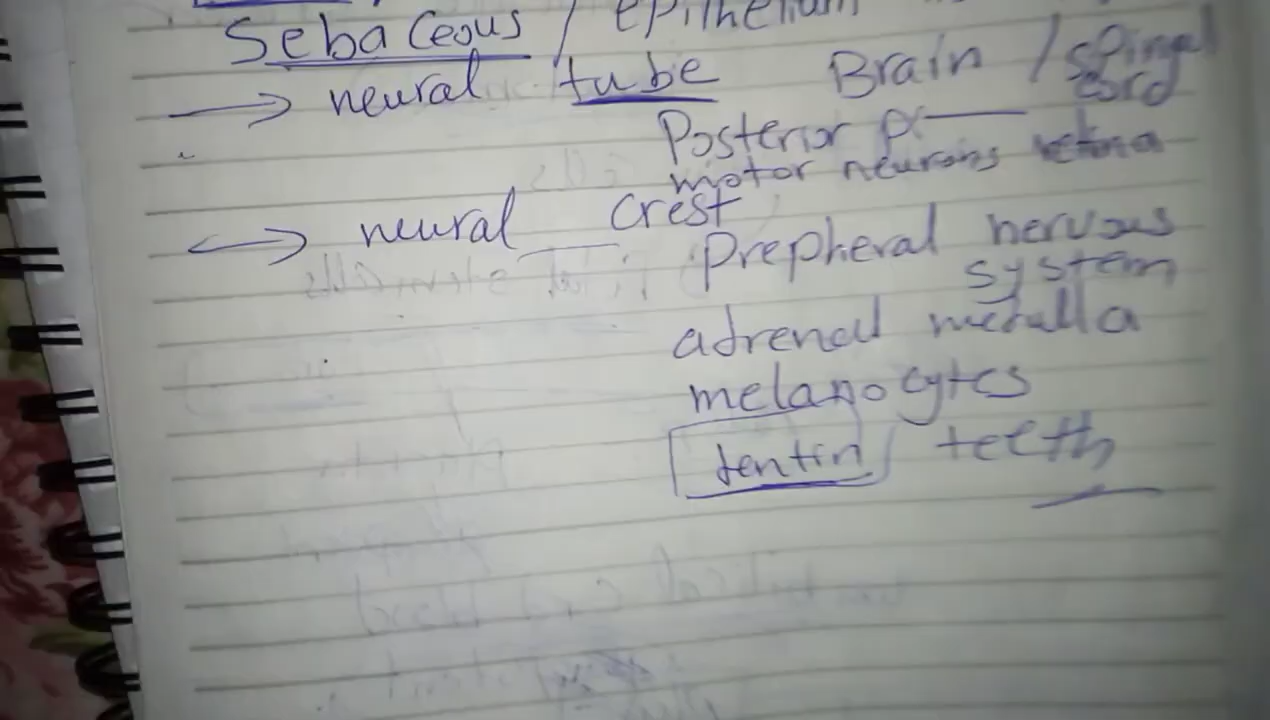 Sebaceous / epithelium
→ neural tube Brain / spinal cord
Posterior p
motor neurons retina
neural crest
prepheral nervous
system
adrenal medulla
melanocytes
dentin / teeth